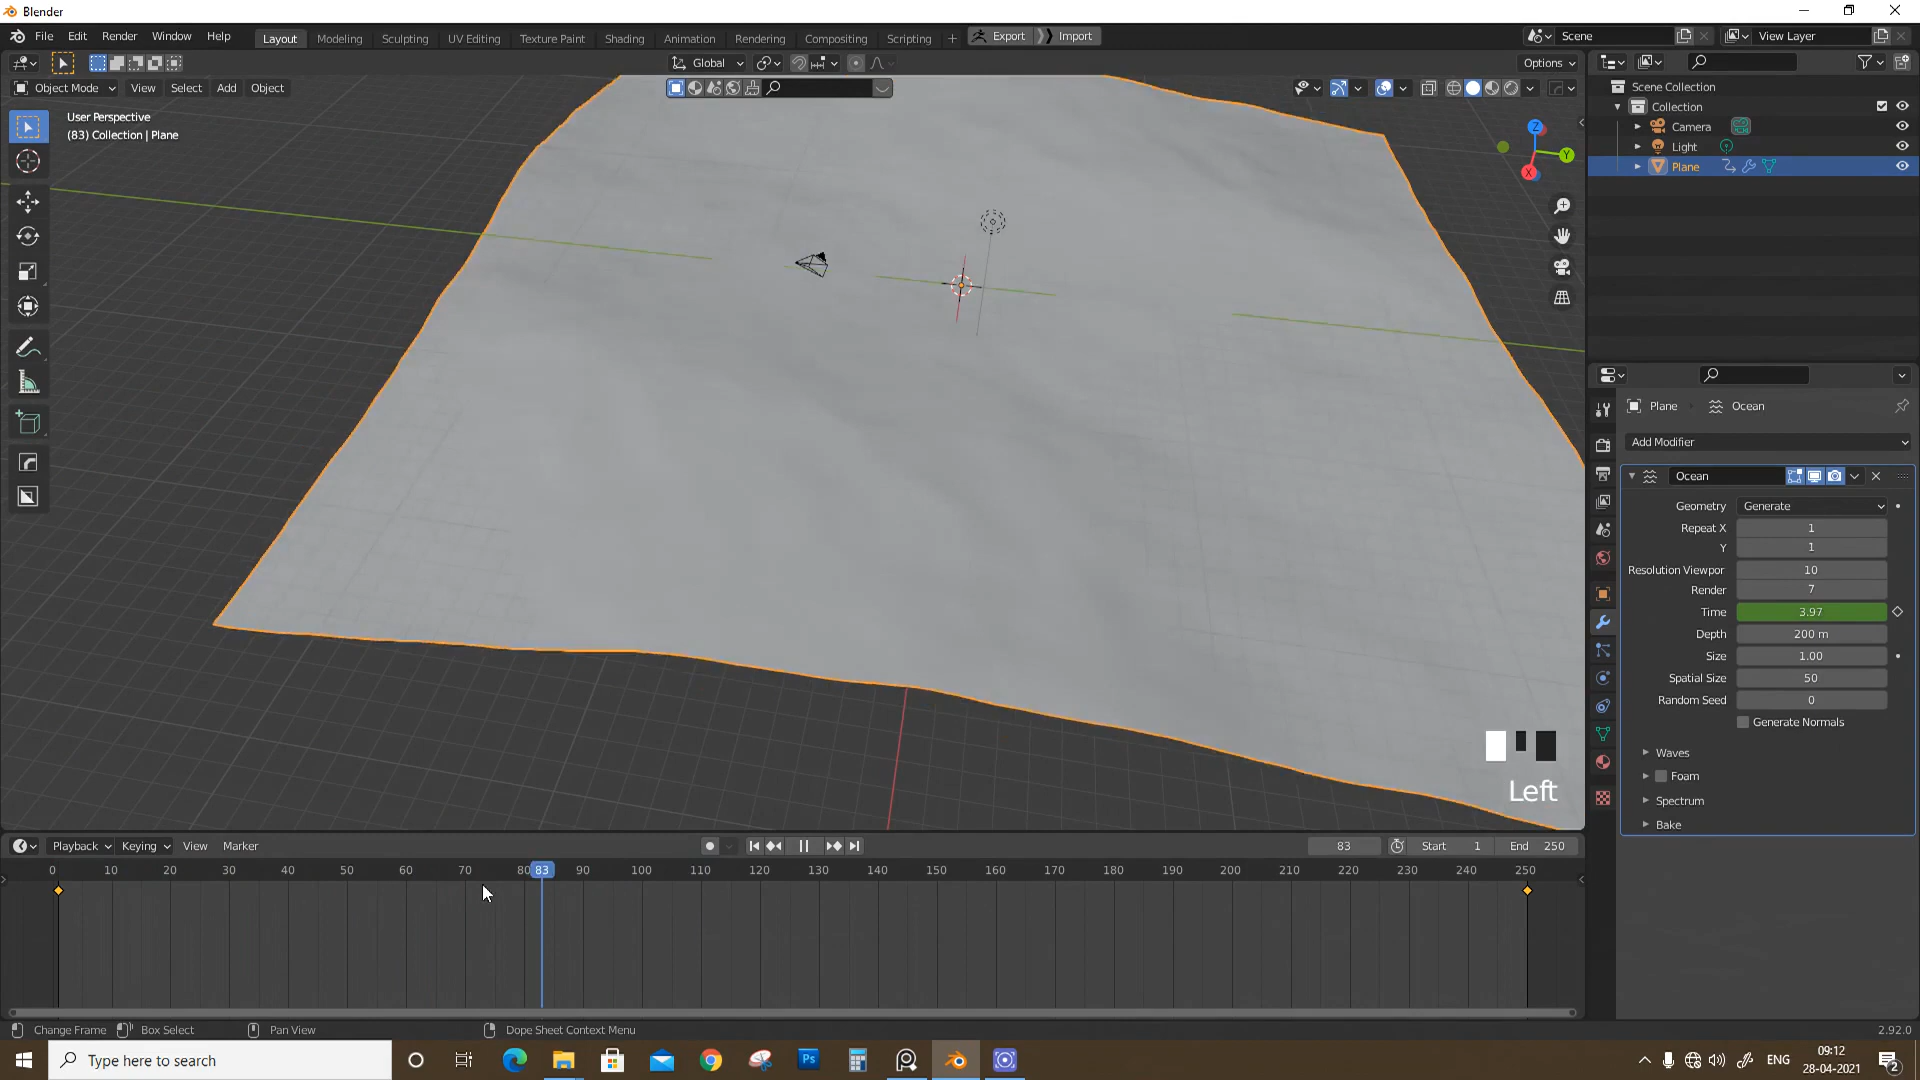 Blender
File Edit Render Window Help Layout Modeling Sculpting UV Editing Texture Paint Shading Animation Rendering Compositing Scripting + Export Import Scene View Layer
Global Options
Object Mode View Select Add Object
User Perspective
(83) Collection | Plane
Z
Y
X
Scene Collection
Collection
Camera
Light
Plane
Plane Ocean
Add Modifier
Ocean
Geometry Generate
Repeat X 1
Y 1
Resolution Viewpor 10
Render 7
Time 3.97
Depth 200 m
Size 1.00
Spatial Size 50
Random Seed 0
Generate Normals
Waves
Foam
Spectrum
Bake
Left
Playback Keying View Marker 83 Start 1 End 250
0 10 20 30 40 50 60 70 80 83 90 100 110 120 130 140 150 160 170 180 190 200 210 220 230 240 250
Change Frame Box Select Pan View Dope Sheet Context Menu 2.92.0
Type here to search
Ps
ENG
09:12
28-04-2021
2